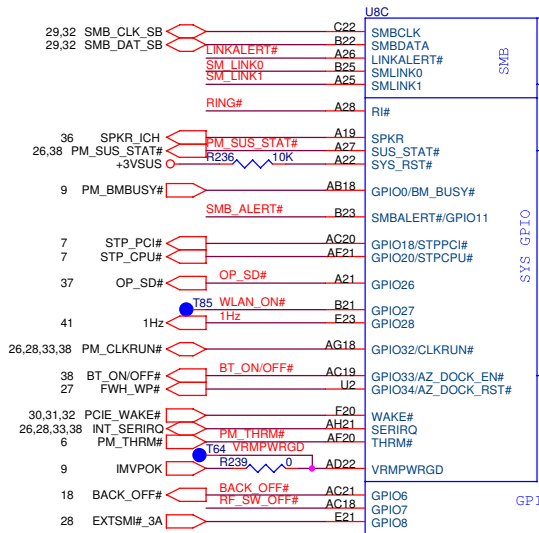 U8C
29,32 SMB_CLK_SB C22 SMBCLK
29,32 SMB_DAT_SB B22 SMBDATA
LINKALERT# A26 LINKALERT#
SM_LINK0 B25 SMLINK0
SM_LINK1 A25 SMLINK1
SMB
RING# A28 RI#
36 SPKR_ICH A19 SPKR
26,38 PM_SUS_STAT# PM_SUS_STAT# A27 SUS_STAT#
+3VSUS R236 10K A22 SYS_RST#
9 PM_BMBUSY# AB18 GPIO0/BM_BUSY#
SMB_ALERT# B23 SMBALERT#/GPIO11
7 STP_PCI# AC20 GPIO18/STPPCI#
7 STP_CPU# AF21 GPIO20/STPCPU#
SYS GPIO
37 OP_SD# OP_SD# A21 GPIO26
T85 WLAN_ON# B21 GPIO27
41 1Hz 1Hz E23 GPIO28
26,28,33,38 PM_CLKRUN# AG18 GPIO32/CLKRUN#
38 BT_ON/OFF# BT_ON/OFF# AC19 GPIO33/AZ_DOCK_EN#
27 FWH_WP# U2 GPIO34/AZ_DOCK_RST#
30,31,32 PCIE_WAKE# F20 WAKE#
26,28,33,38 INT_SERIRQ AH21 SERIRQ
6 PM_THRM# PM_THRM# AF20 THRM#
T64 VRMPWRGD
9 IMVPOK R239 0 AD22 VRMPWRGD
18 BACK_OFF# BACK_OFF# AC21 GPIO6
RF_SW_OFF# AC18 GPIO7
28 EXTSMI#_3A E21 GPIO8
GPI